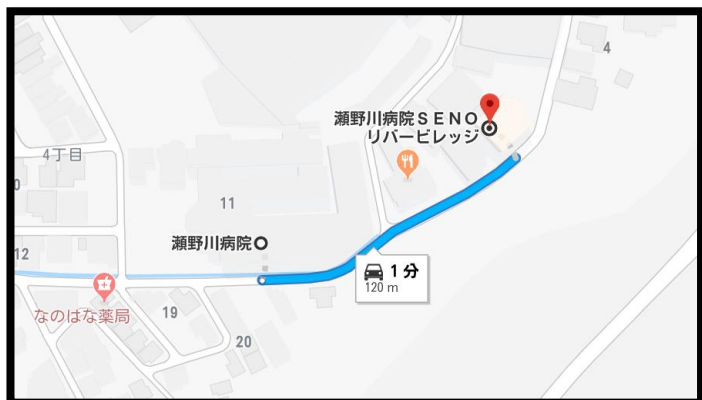 4
瀬野川病院SENO
リバービレッジ
4丁目
0
11
瀬野川病院
12
1分
120 m
なのはな薬局
19
20